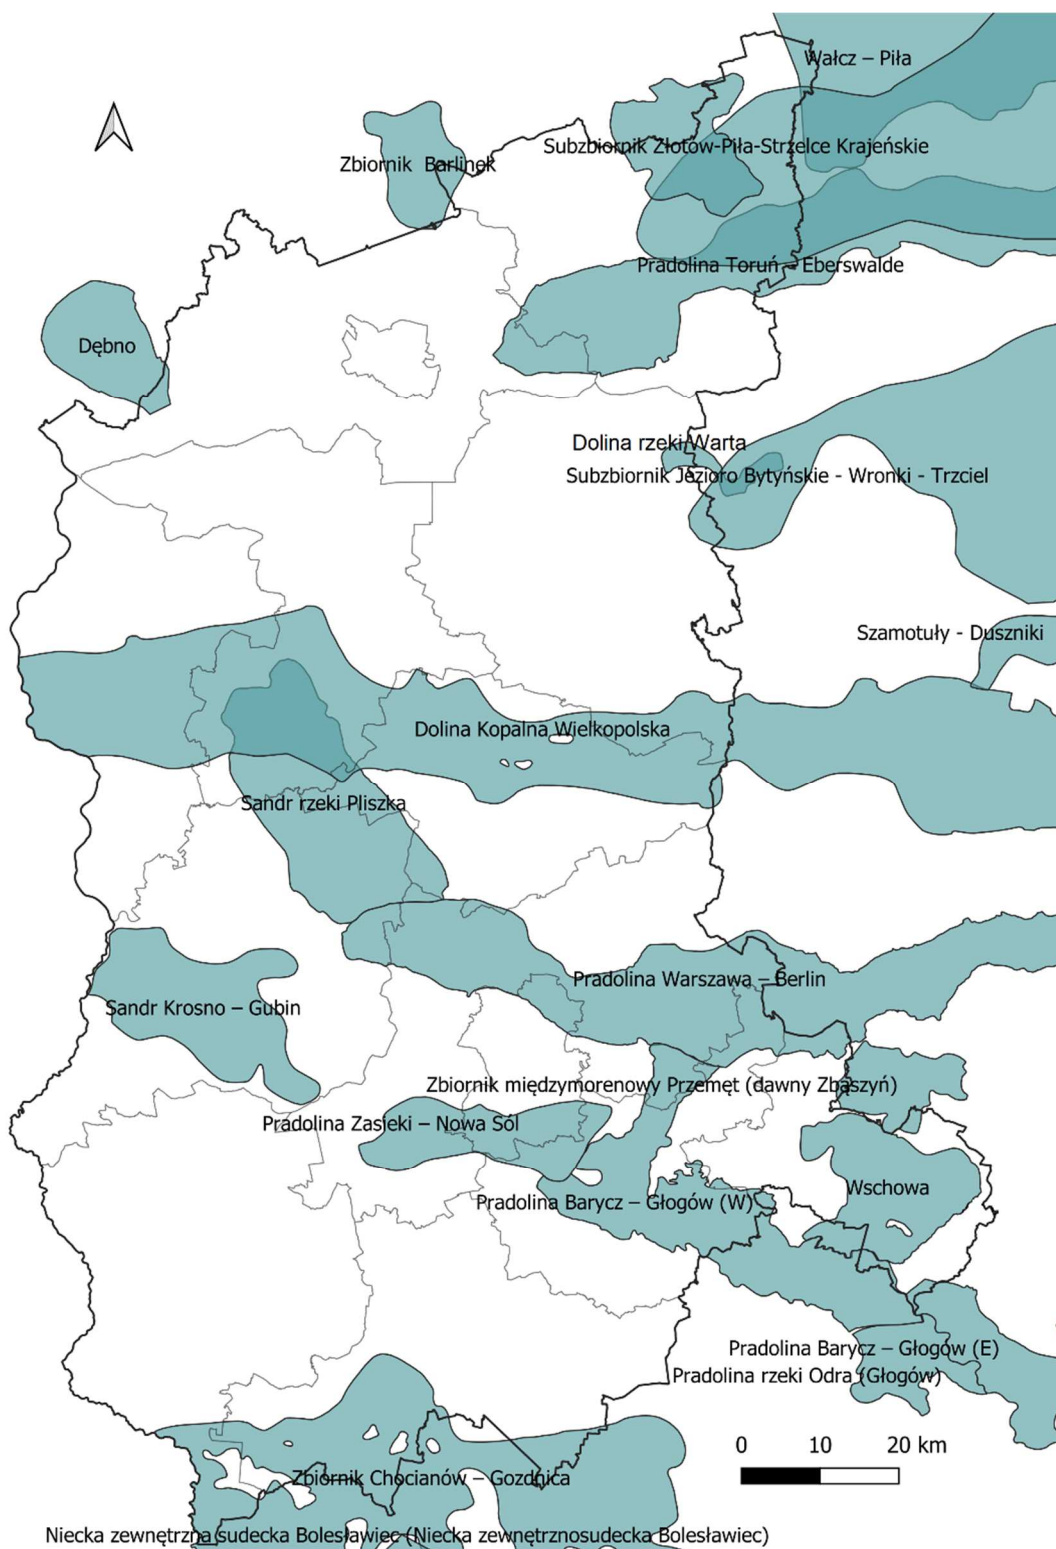 Wałcz – Piła
Subzbiornik Złotów-Piła-Strzelce Krajeńskie
Zbiornik Barlinek
Pradolina Toruń – Eberswalde
Dębno
Dolina rzeki Warta
Subzbiornik Jezioro Bytyńskie - Wronki - Trzciel
Szamotuły - Duszniki
Dolina Kopalna Wielkopolska
Sandr rzeki Pliszka
Pradolina Warszawa – Berlin
Sandr Krosno – Gubin
Zbiornik międzymorenowy Przemęt (dawny Zbąszyń)
Pradolina Zasieki – Nowa Sól
Wschowa
Pradolina Barycz – Głogów (W)
Pradolina Barycz – Głogów (E)
Pradolina rzeki Odra (Głogów)
0 10 20 km
Zbiornik Chocianów – Gozdnica
Niecka zewnętrzna sudecka Bolesławiec (Niecka zewnętrznosudecka Bolesławiec)